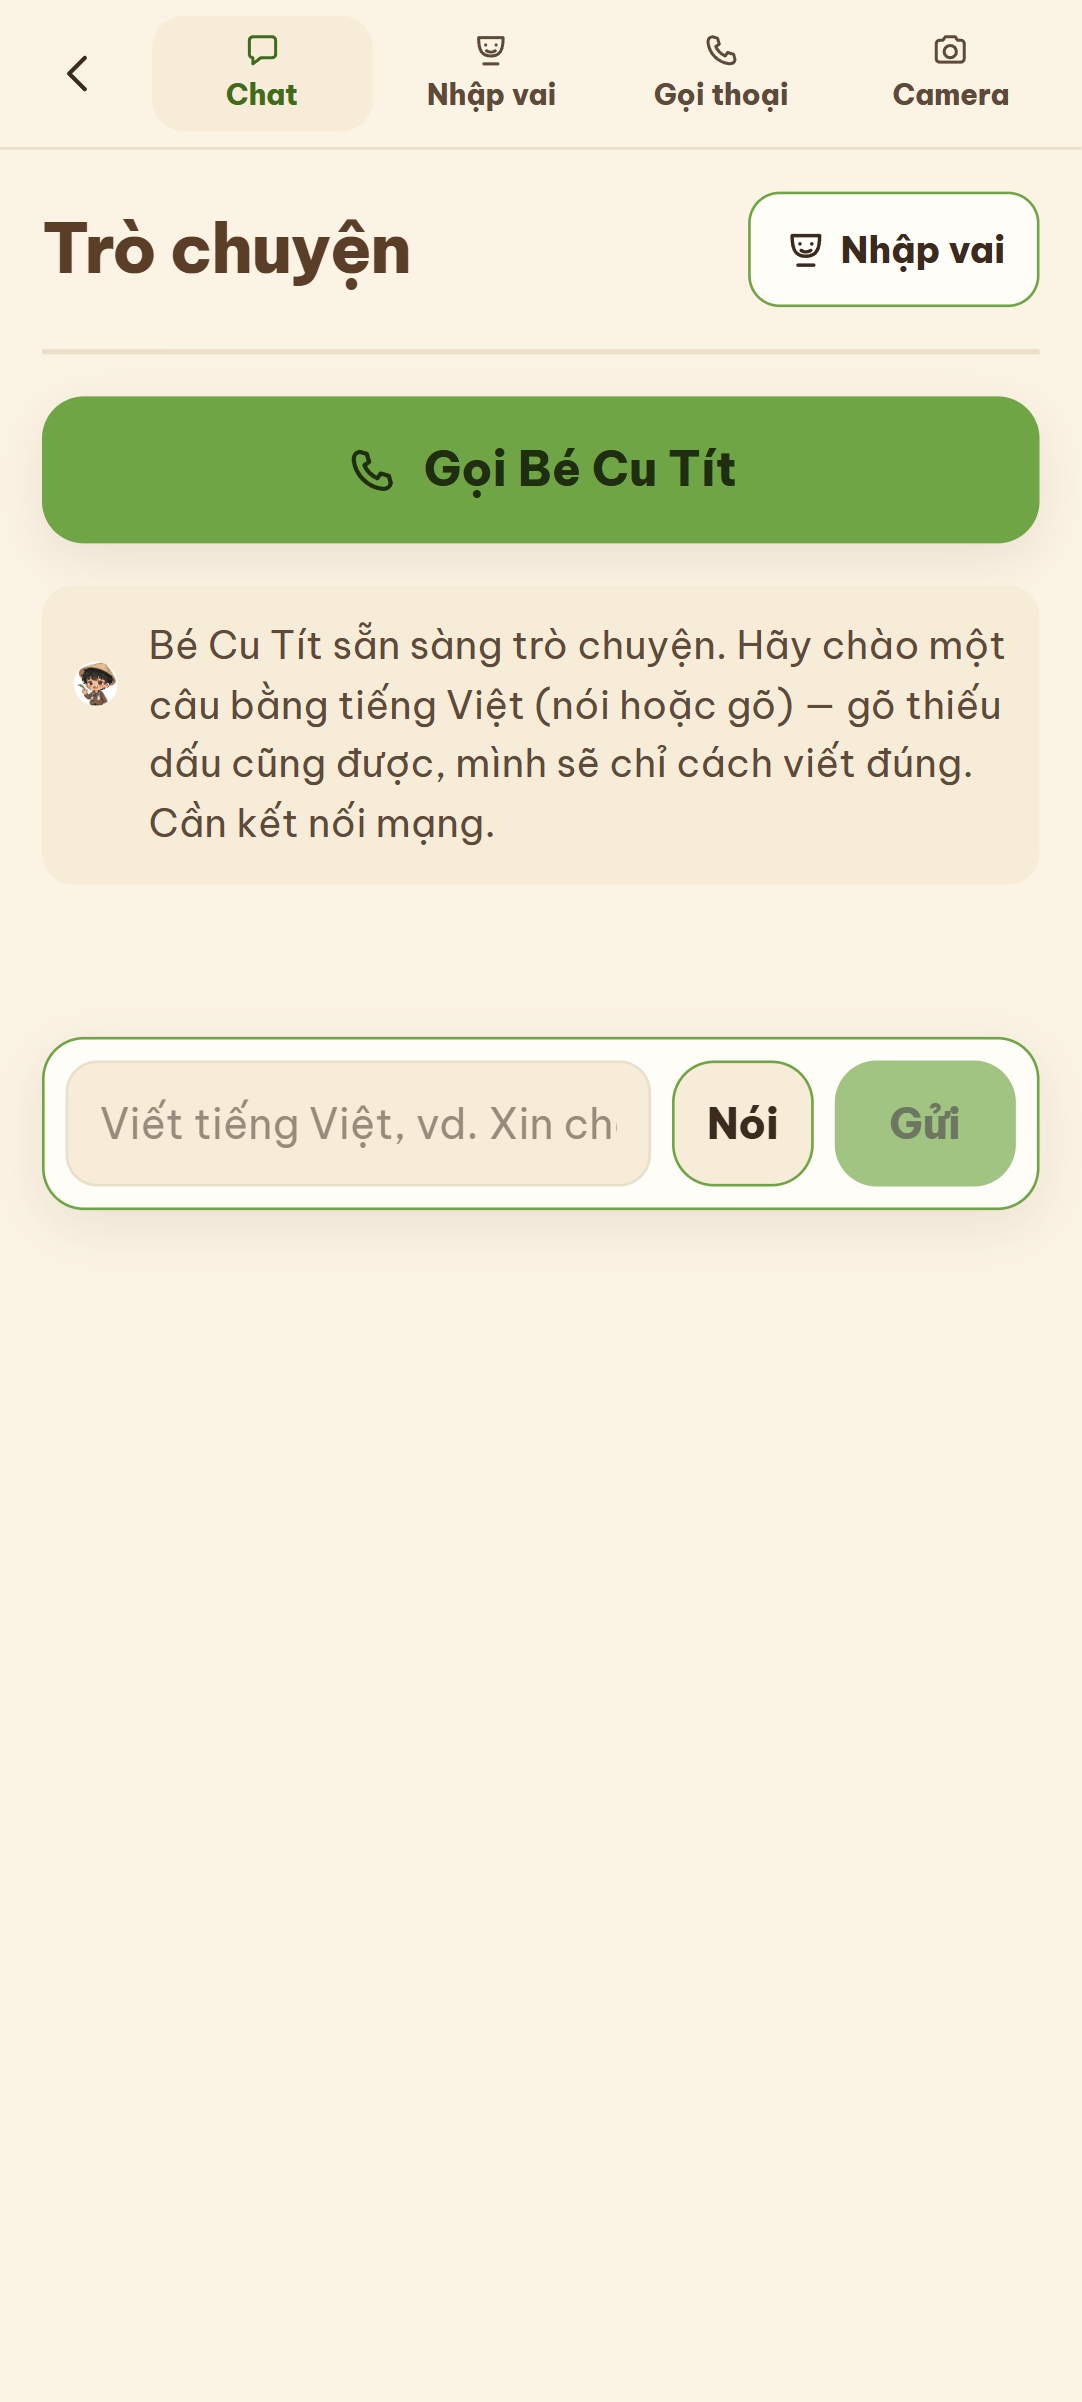 Chat
Nhập vai
Gọi thoại
Camera
Trò chuyện
Nhập vai
Gọi Bé Cu Tít
Bé Cu Tít sẵn sàng trò chuyện. Hãy chào một
câu bằng tiếng Việt (nói hoặc gõ) — gõ thiếu
dấu cũng được, mình sẽ chỉ cách viết đúng.
Cần kết nối mạng.
Viết tiếng Việt, vd. Xin ch
Nói
Gửi